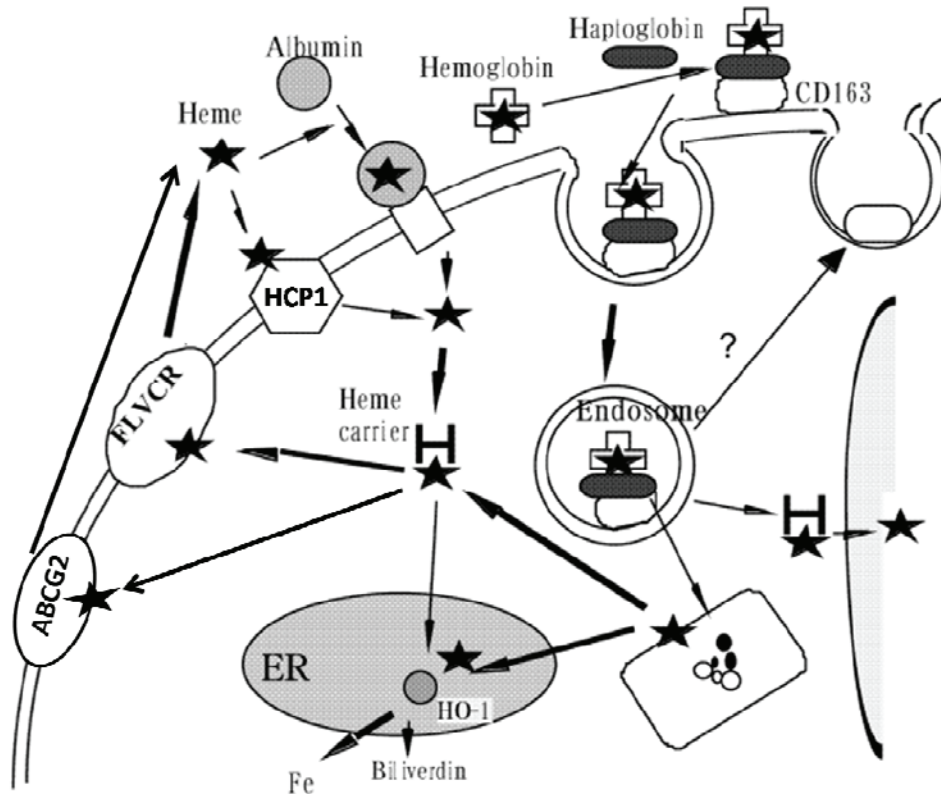 Albumin
Haptoglobin
Hemoglobin
CD163
Heme
HCP1
?
FLVCR
Heme
carrier
Endosome
ABCG2
ER
HO-1
Fe
Biliverdin